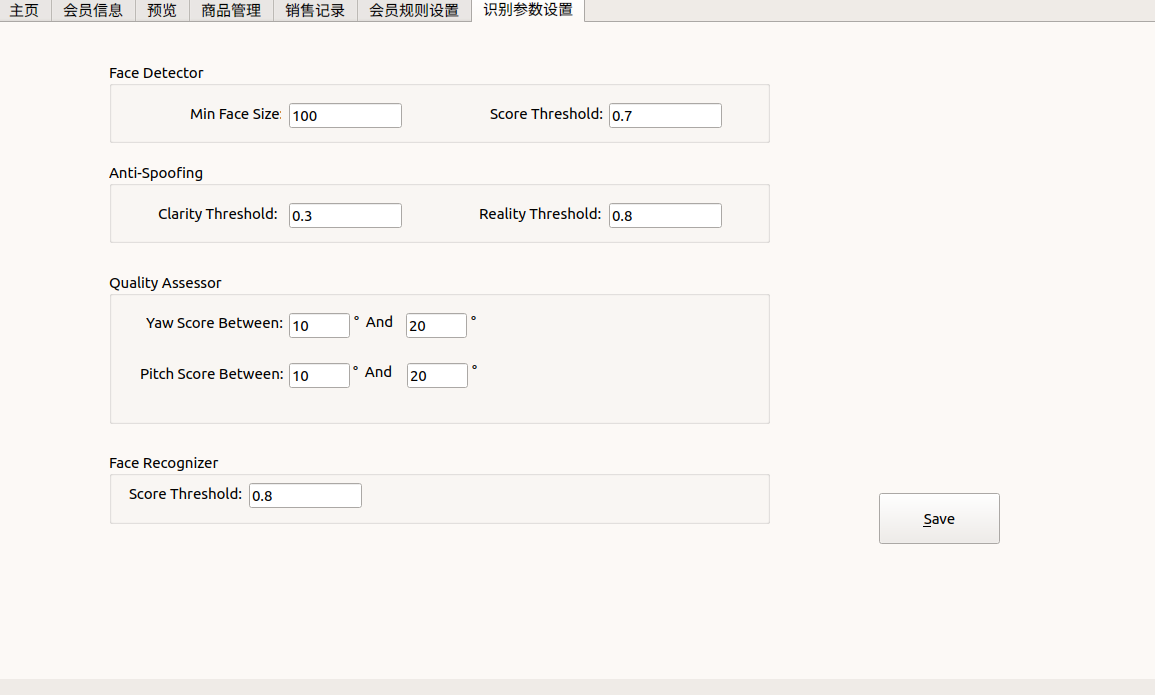 主页 会员信息 预览 商品管理 销售记录 会员规则设置 识别参数设置
Face Detector
Min Face Size: 100 Score Threshold: 0.7
Anti-Spoofing
Clarity Threshold: 0.3 Reality Threshold: 0.8
Quality Assessor
Yaw Score Between: 10 ° And 20 °
Pitch Score Between: 10 ° And 20 °
Face Recognizer
Score Threshold: 0.8
Save